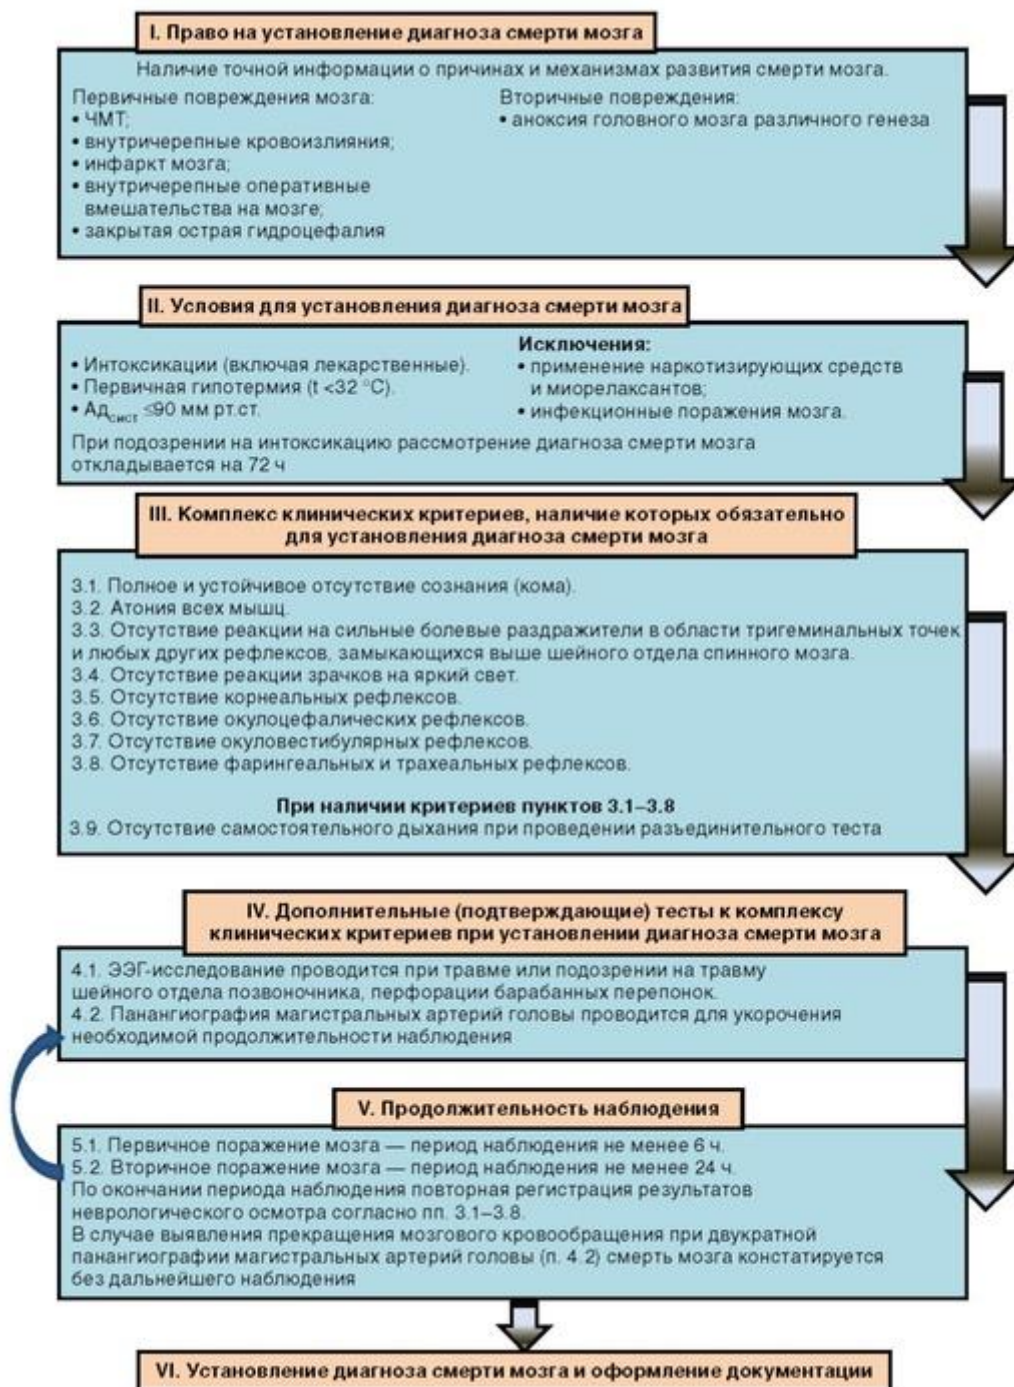 I. Право на установление диагноза смерти мозга
Наличие точной информации о причинах и механизмах развития смерти мозга.
Первичные повреждения мозга:
• ЧМТ;
• внутричерепные кровоизлияния;
• инфаркт мозга;
• внутричерепные оперативные
вмешательства на мозге;
• закрытая острая гидроцефалия
Вторичные повреждения:
• аноксия головного мозга различного генеза
II. Условия для установления диагноза смерти мозга
• Интоксикации (включая лекарственные).
• Первичная гипотермия (t <32 °C).
• Ад_сист ≤90 мм рт.ст.
Исключения:
• применение наркотизирующих средств
и миорелаксантов;
• инфекционные поражения мозга.
При подозрении на интоксикацию рассмотрение диагноза смерти мозга
откладывается на 72 ч
III. Комплекс клинических критериев, наличие которых обязательно
для установления диагноза смерти мозга
3.1. Полное и устойчивое отсутствие сознания (кома).
3.2. Атония всех мышц.
3.3. Отсутствие реакции на сильные болевые раздражители в области тригеминальных точек
и любых других рефлексов, замыкающихся выше шейного отдела спинного мозга.
3.4. Отсутствие реакции зрачков на яркий свет.
3.5. Отсутствие корнеальных рефлексов.
3.6. Отсутствие окулоцефалических рефлексов.
3.7. Отсутствие окуловестибулярных рефлексов.
3.8. Отсутствие фарингеальных и трахеальных рефлексов.
При наличии критериев пунктов 3.1–3.8
3.9. Отсутствие самостоятельного дыхания при проведении разъединительного теста
IV. Дополнительные (подтверждающие) тесты к комплексу
клинических критериев при установлении диагноза смерти мозга
4.1. ЭЭГ-исследование проводится при травме или подозрении на травму
шейного отдела позвоночника, перфорации барабанных перепонок.
4.2. Панангиография магистральных артерий головы проводится для укорочения
необходимой продолжительности наблюдения
V. Продолжительность наблюдения
5.1. Первичное поражение мозга — период наблюдения не менее 6 ч.
5.2. Вторичное поражение мозга — период наблюдения не менее 24 ч.
По окончании периода наблюдения повторная регистрация результатов
неврологического осмотра согласно пп. 3.1–3.8.
В случае выявления прекращения мозгового кровообращения при двукратной
панангиографии магистральных артерий головы (п. 4.2) смерть мозга констатируется
без дальнейшего наблюдения
VI. Установление диагноза смерти мозга и оформление документации